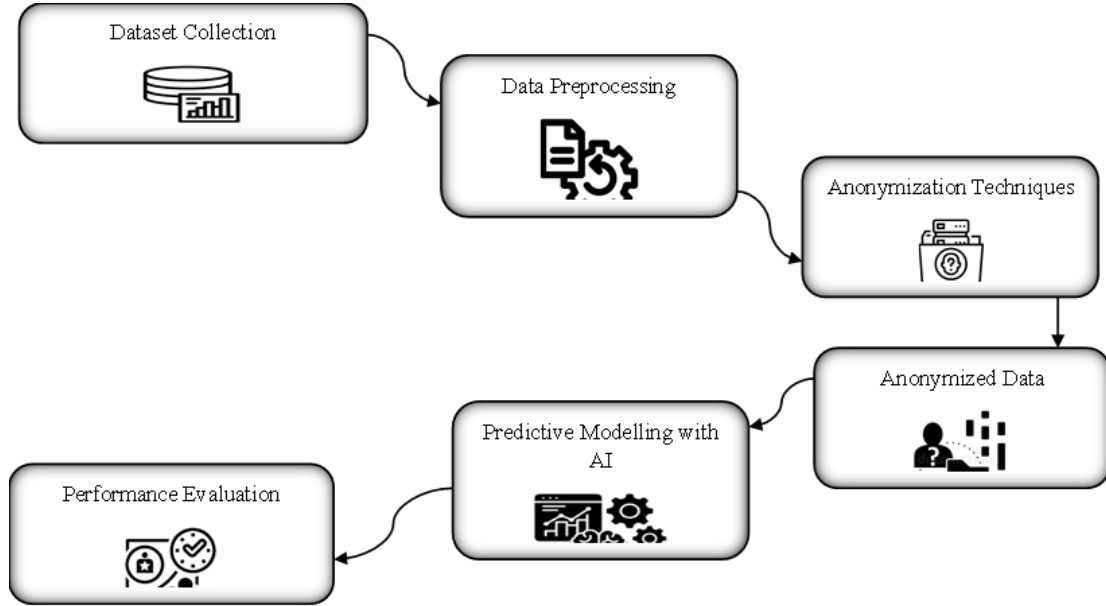 Dataset Collection
Data Preprocessing
Anonymization Techniques
Anonymized Data
Predictive Modelling with
AI
Performance Evaluation